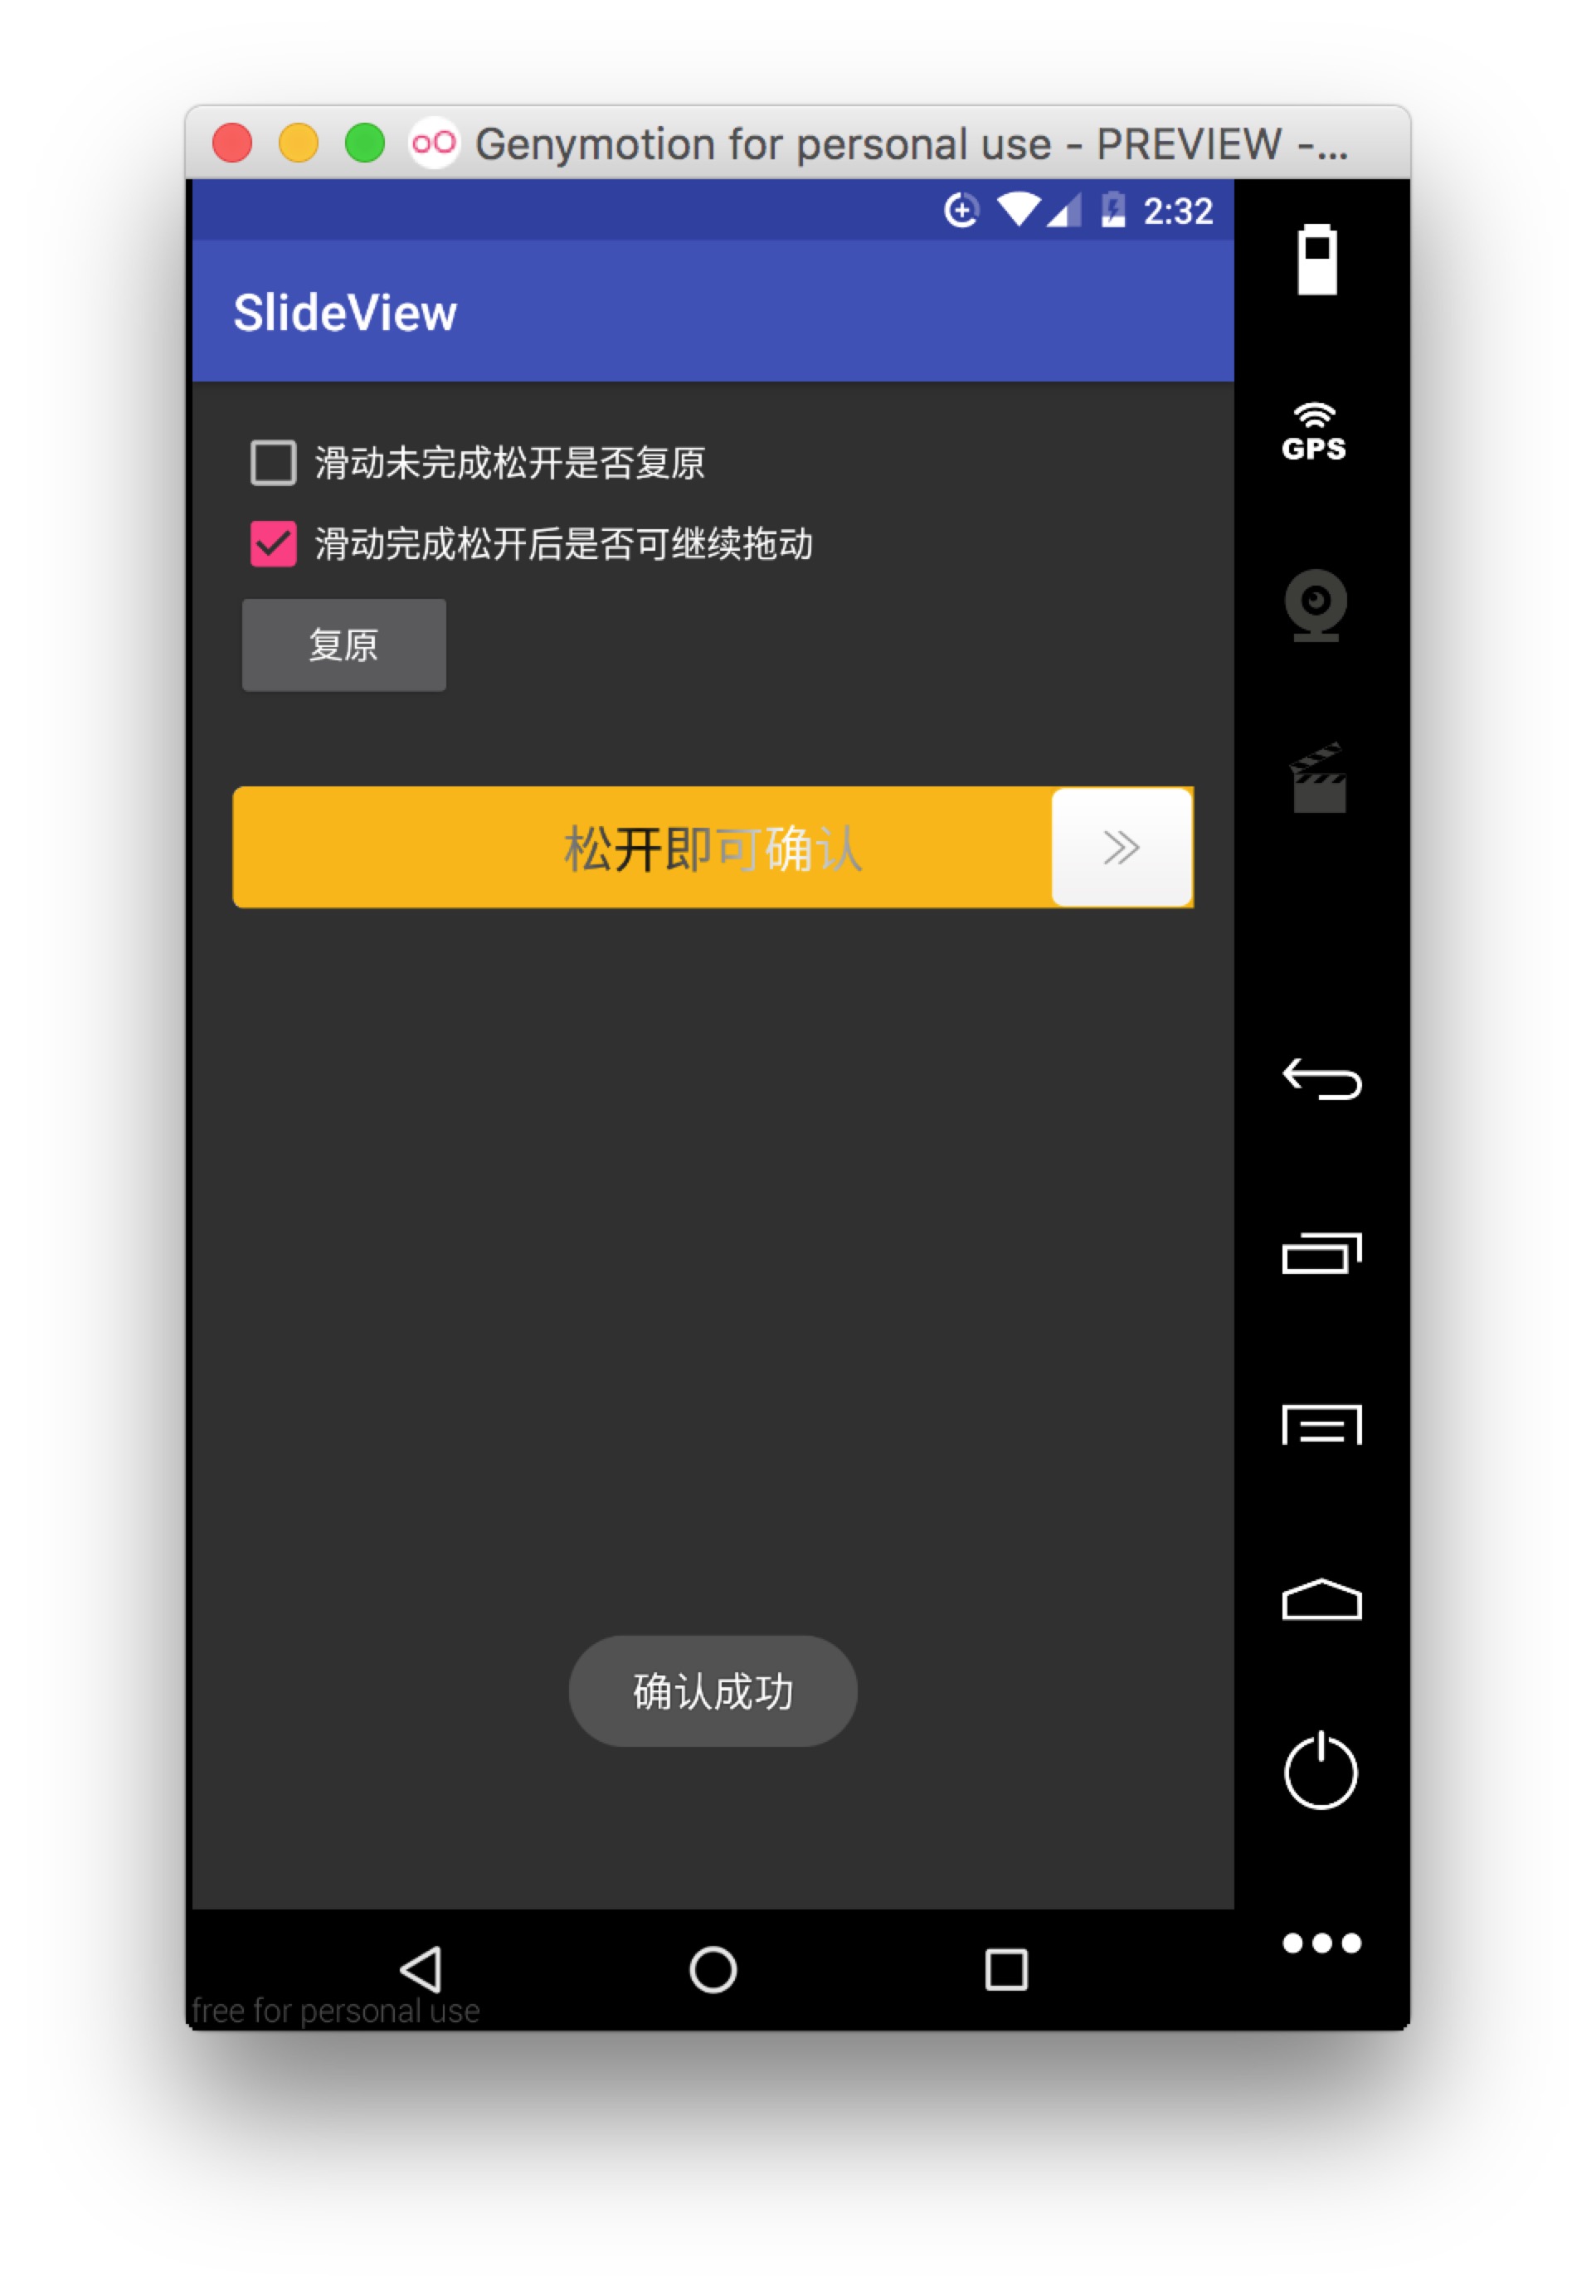 Genymotion for personal use - PREVIEW -...
2:32
SlideView
GPS
滑动未完成松开是否复原
滑动完成松开后是否可继续拖动
复原
松开即可确认
确认成功
free for personal use